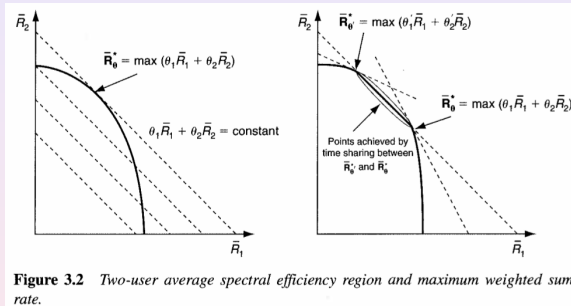 R̄₂
R̄*θ = max (θ₁R̄₁ + θ₂R̄₂)
θ₁R̄₁ + θ₂R̄₂ = constant
R̄₁
R̄₂
R̄*θ′ = max (θ′₁R̄₁ + θ′₂R̄₂)
R̄*θ = max (θ₁R̄₁ + θ₂R̄₂)
Points achieved by
time sharing between
R̄*θ′ and R̄*θ
R̄₁
Figure 3.2 Two-user average spectral efficiency region and maximum weighted sum
rate.